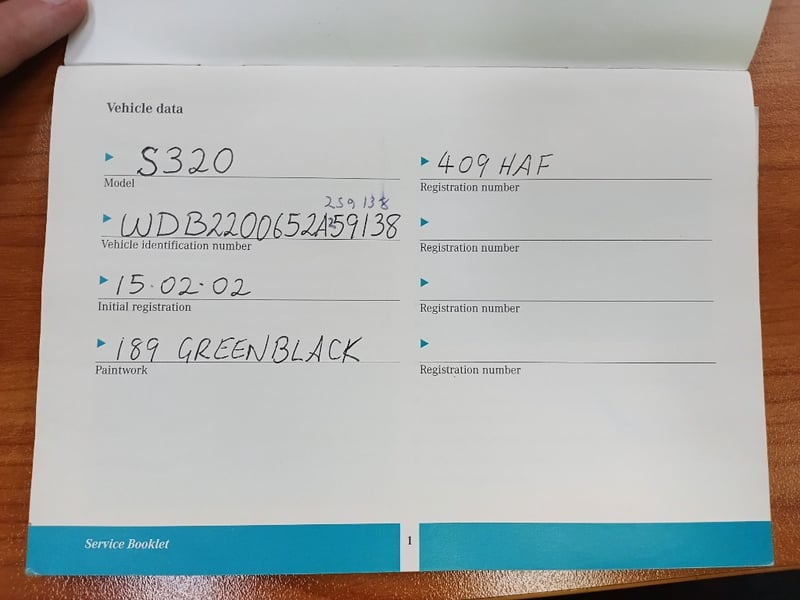 Vehicle data
S320
Model
259138
WDB2200652A259138
Vehicle identification number
15·02·02
Initial registration
189 GREENBLACK
Paintwork
409 HAF
Registration number
Registration number
Registration number
Registration number
Service Booklet
1